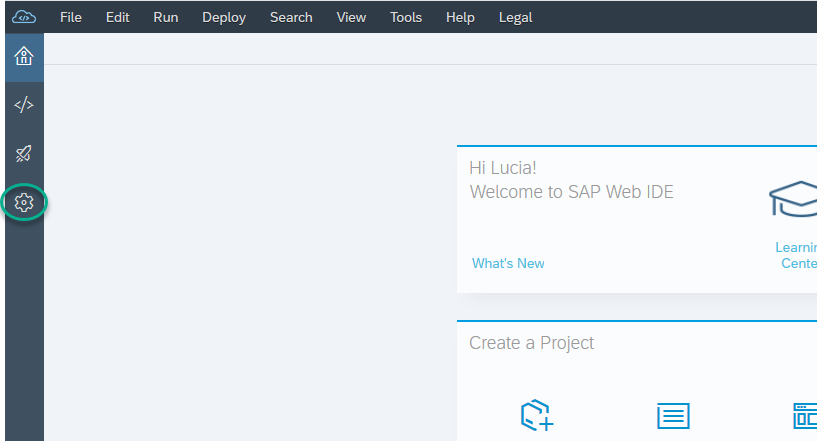 File Edit Run Deploy Search View Tools Help Legal
Hi Lucia!
Welcome to SAP Web IDE
What's New
Learnin
Cente
Create a Project